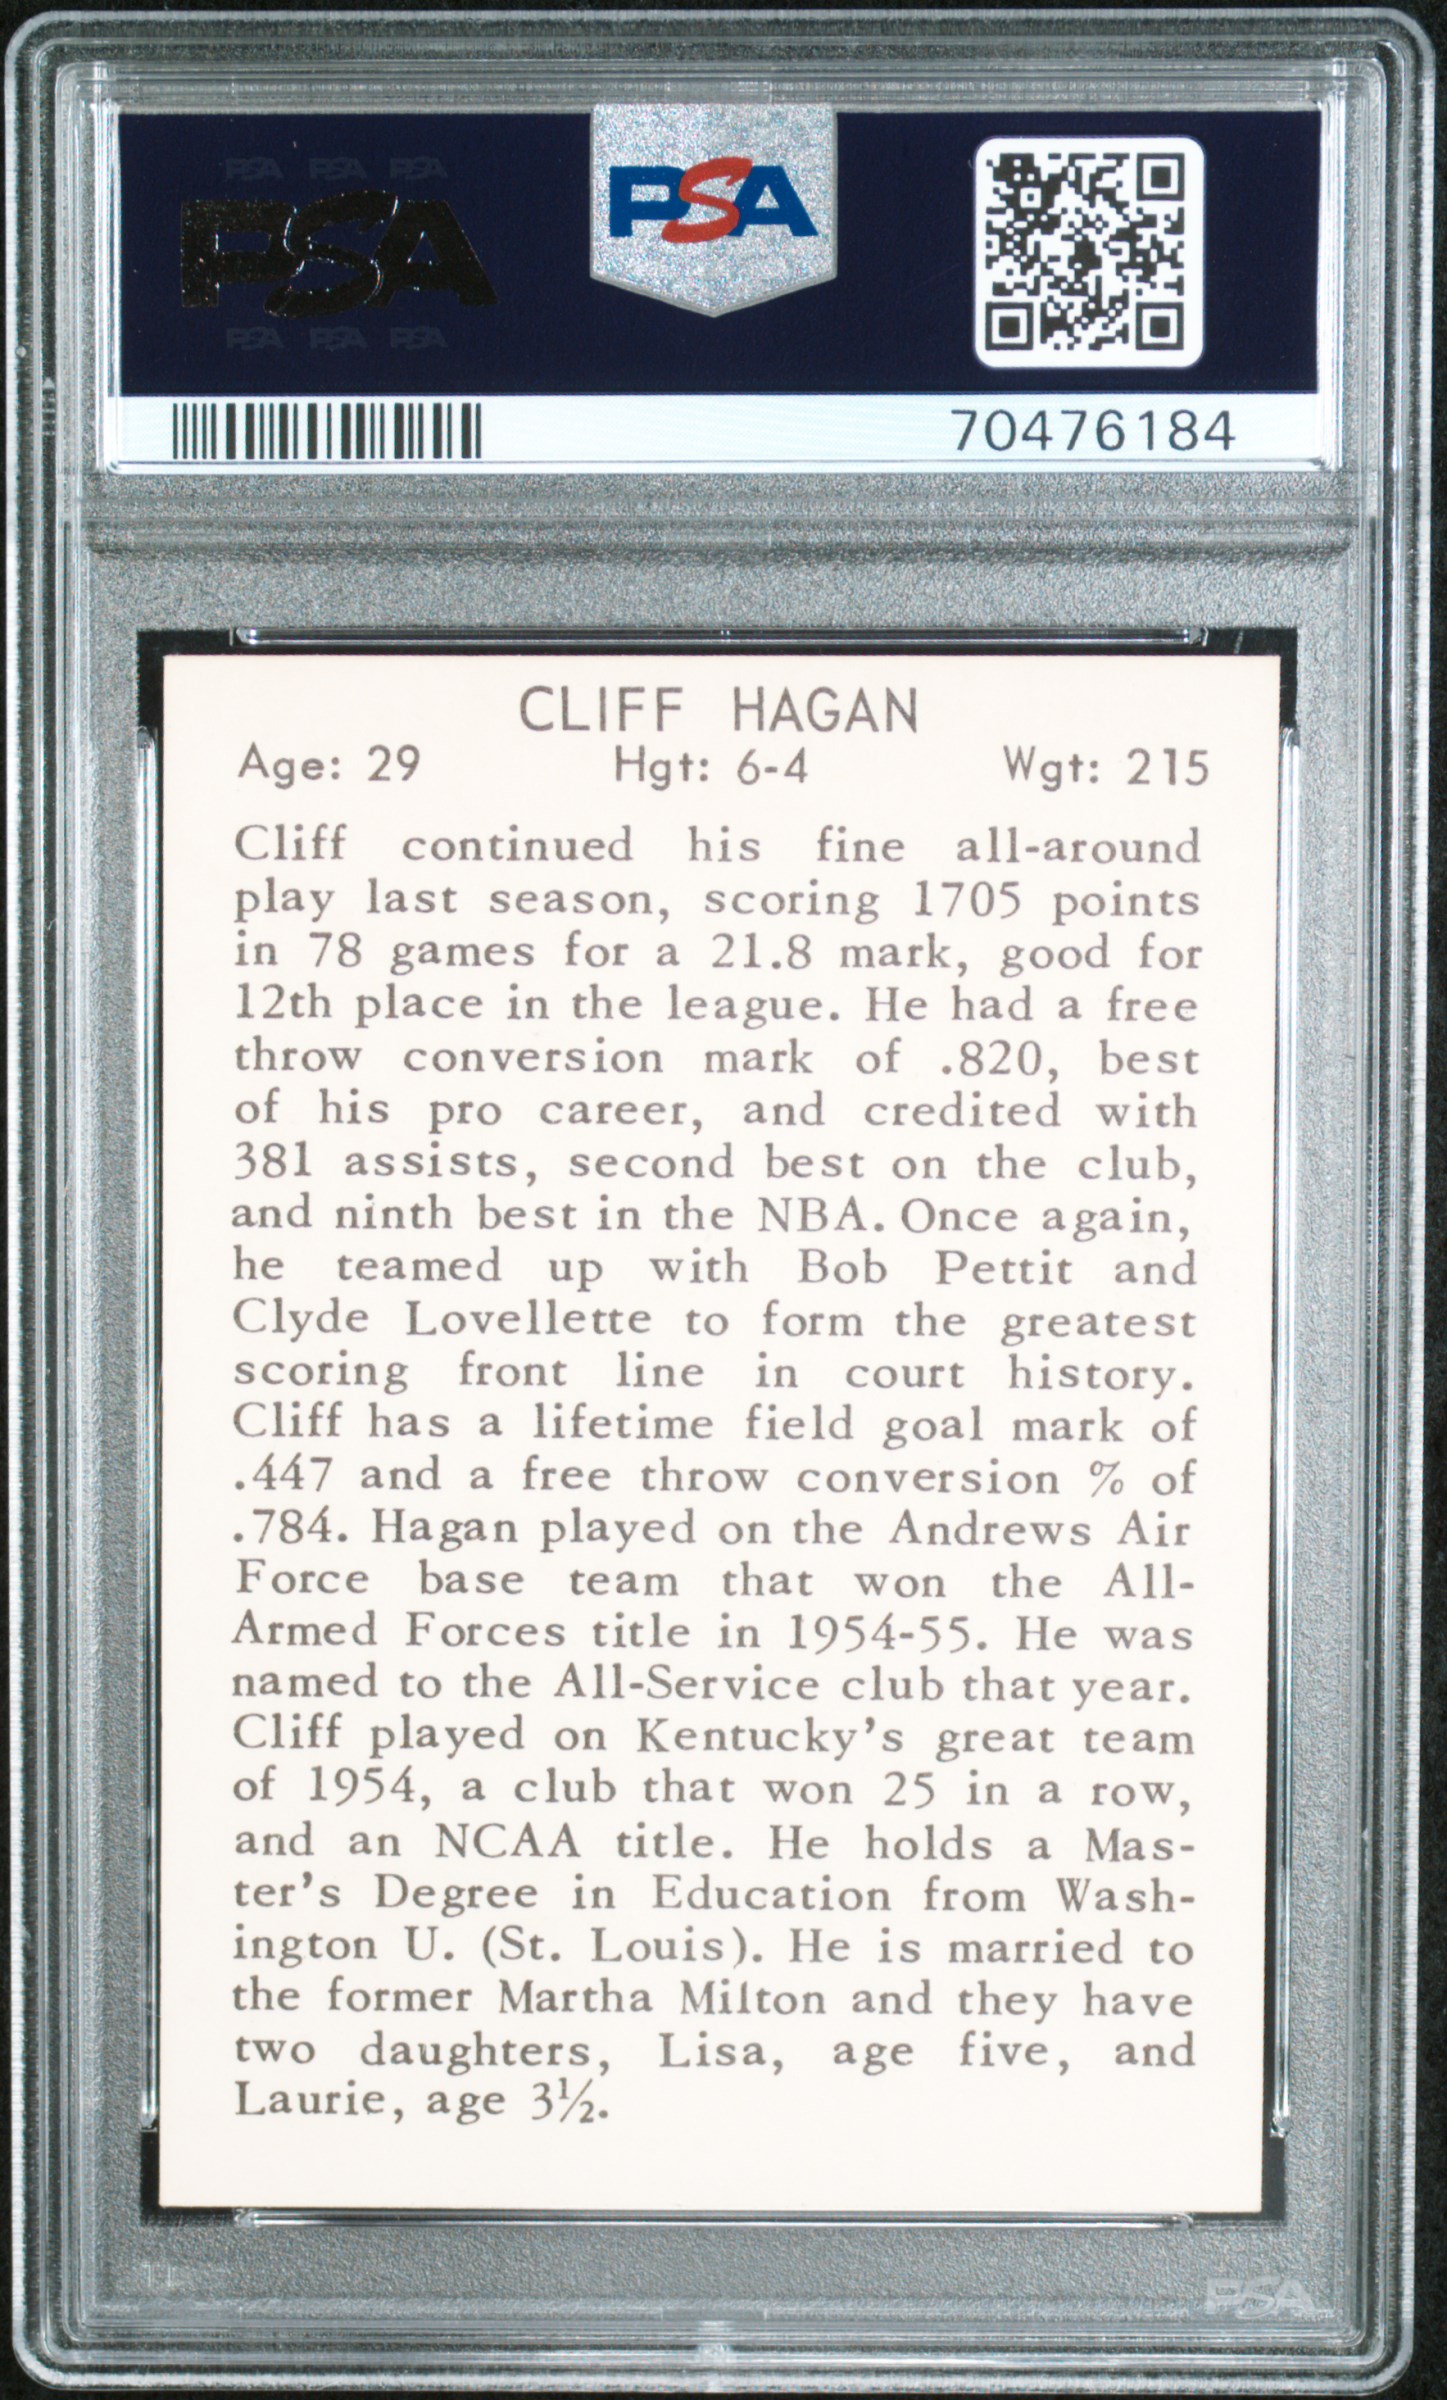 PSA PSA PSA
PSA
PSA PSA PSA
PSA
70476184
CLIFF HAGAN
Age: 29 Hgt: 6-4 Wgt: 215
Cliff continued his fine all-around
play last season, scoring 1705 points
in 78 games for a 21.8 mark, good for
12th place in the league. He had a free
throw conversion mark of .820, best
of his pro career, and credited with
381 assists, second best on the club,
and ninth best in the NBA. Once again,
he teamed up with Bob Pettit and
Clyde Lovellette to form the greatest
scoring front line in court history.
Cliff has a lifetime field goal mark of
.447 and a free throw conversion % of
.784. Hagan played on the Andrews Air
Force base team that won the All-
Armed Forces title in 1954-55. He was
named to the All-Service club that year.
Cliff played on Kentucky's great team
of 1954, a club that won 25 in a row,
and an NCAA title. He holds a Mas-
ter's Degree in Education from Wash-
ington U. (St. Louis). He is married to
the former Martha Milton and they have
two daughters, Lisa, age five, and
Laurie, age 3½.
PSA